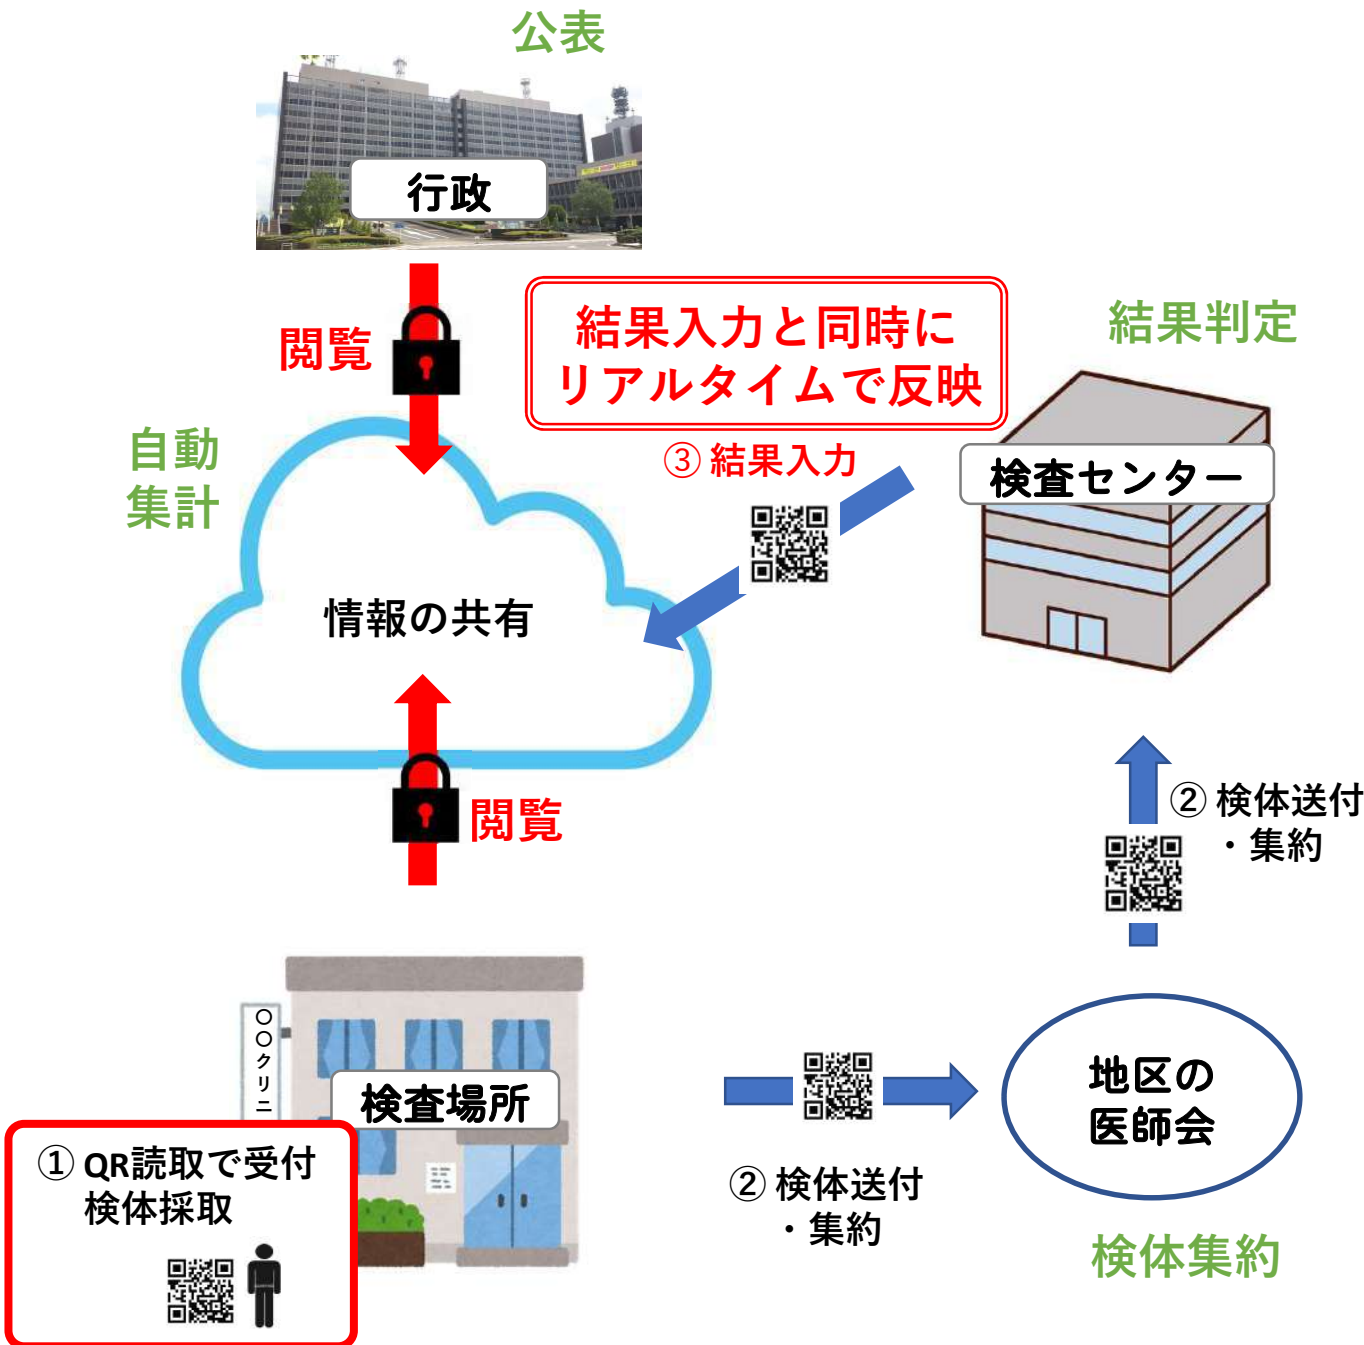 公表
行政
閲覧
結果入力と同時に
リアルタイムで反映
結果判定
自動
集計
③ 結果入力
検査センター
情報の共有
閲覧
② 検体送付
・集約
〇〇クリニ
検査場所
① QR読取で受付
検体採取
② 検体送付
・集約
地区の
医師会
検体集約